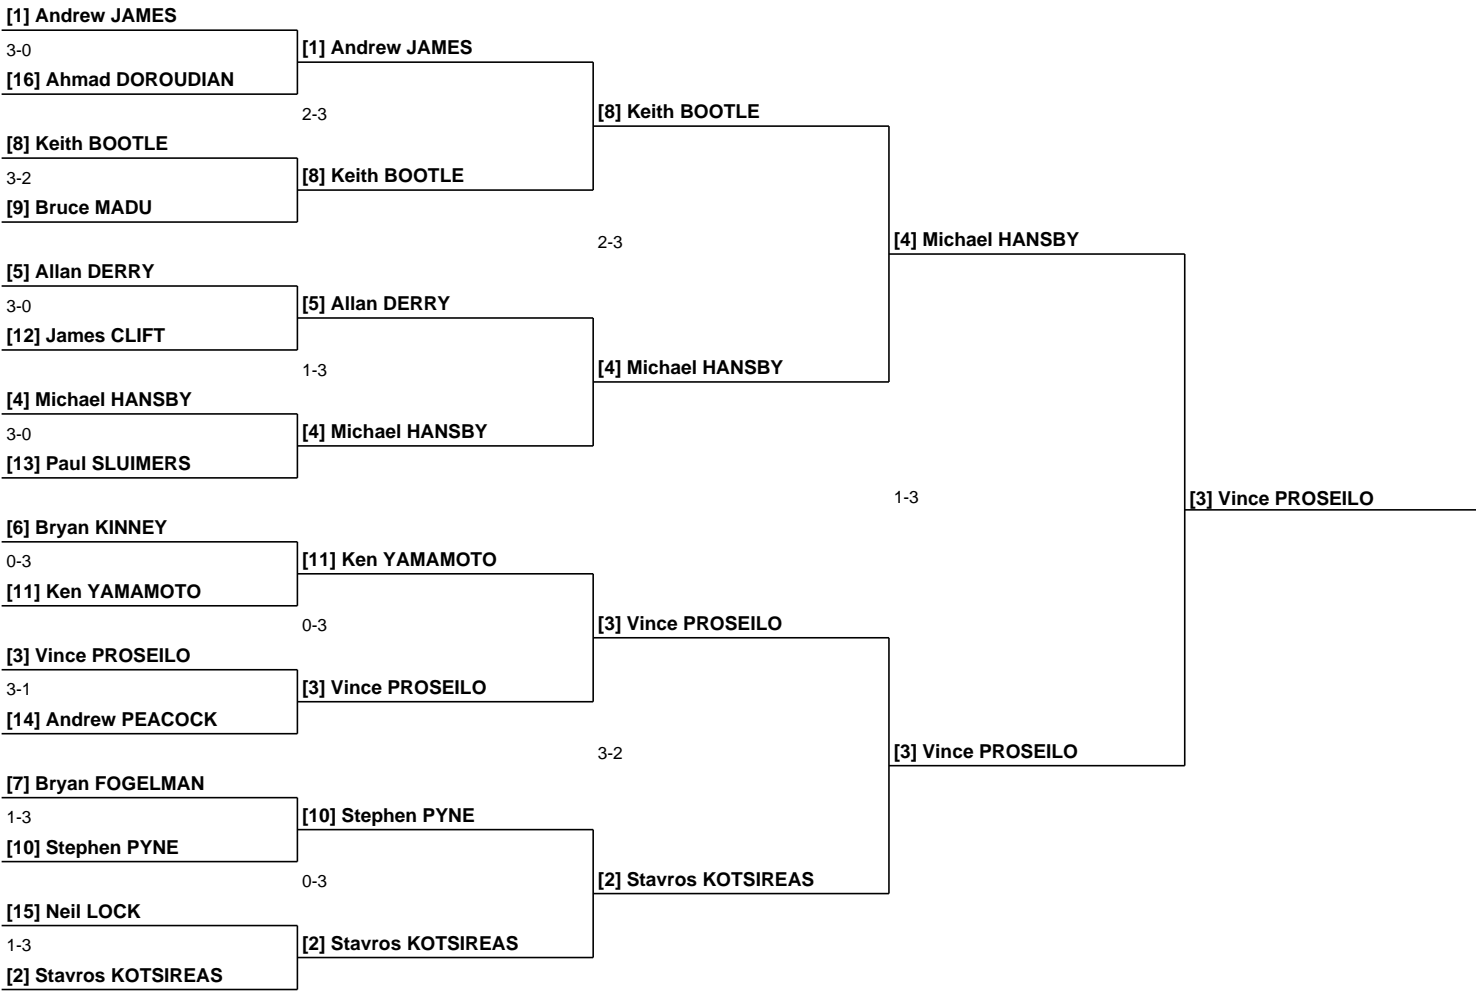 [1] Andrew JAMES
3-0
[1] Andrew JAMES
[16] Ahmad DOROUDIAN
2-3
[8] Keith BOOTLE
[8] Keith BOOTLE
3-2
[8] Keith BOOTLE
[9] Bruce MADU
2-3
[4] Michael HANSBY
[5] Allan DERRY
3-0
[5] Allan DERRY
[12] James CLIFT
1-3
[4] Michael HANSBY
[4] Michael HANSBY
3-0
[4] Michael HANSBY
[13] Paul SLUIMERS
1-3
[3] Vince PROSEILO
[6] Bryan KINNEY
0-3
[11] Ken YAMAMOTO
[11] Ken YAMAMOTO
0-3
[3] Vince PROSEILO
[3] Vince PROSEILO
3-1
[3] Vince PROSEILO
[14] Andrew PEACOCK
3-2
[3] Vince PROSEILO
[7] Bryan FOGELMAN
1-3
[10] Stephen PYNE
[10] Stephen PYNE
0-3
[2] Stavros KOTSIREAS
[15] Neil LOCK
1-3
[2] Stavros KOTSIREAS
[2] Stavros KOTSIREAS